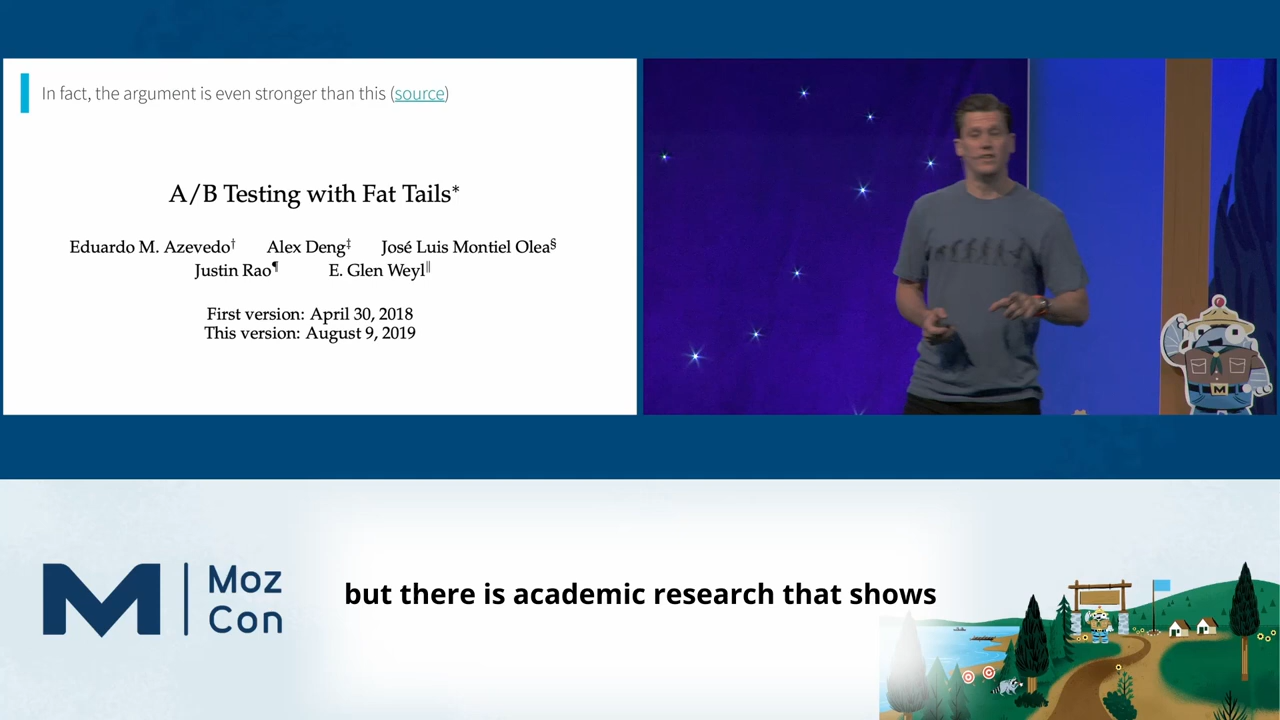 In fact, the argument is even stronger than this (source)
A/B Testing with Fat Tails*
Eduardo M. Azevedo† Alex Deng‡ José Luis Montiel Olea§
Justin Rao¶ E. Glen Weyl‖
First version: April 30, 2018
This version: August 9, 2019
M
Moz
Con
but there is academic research that shows